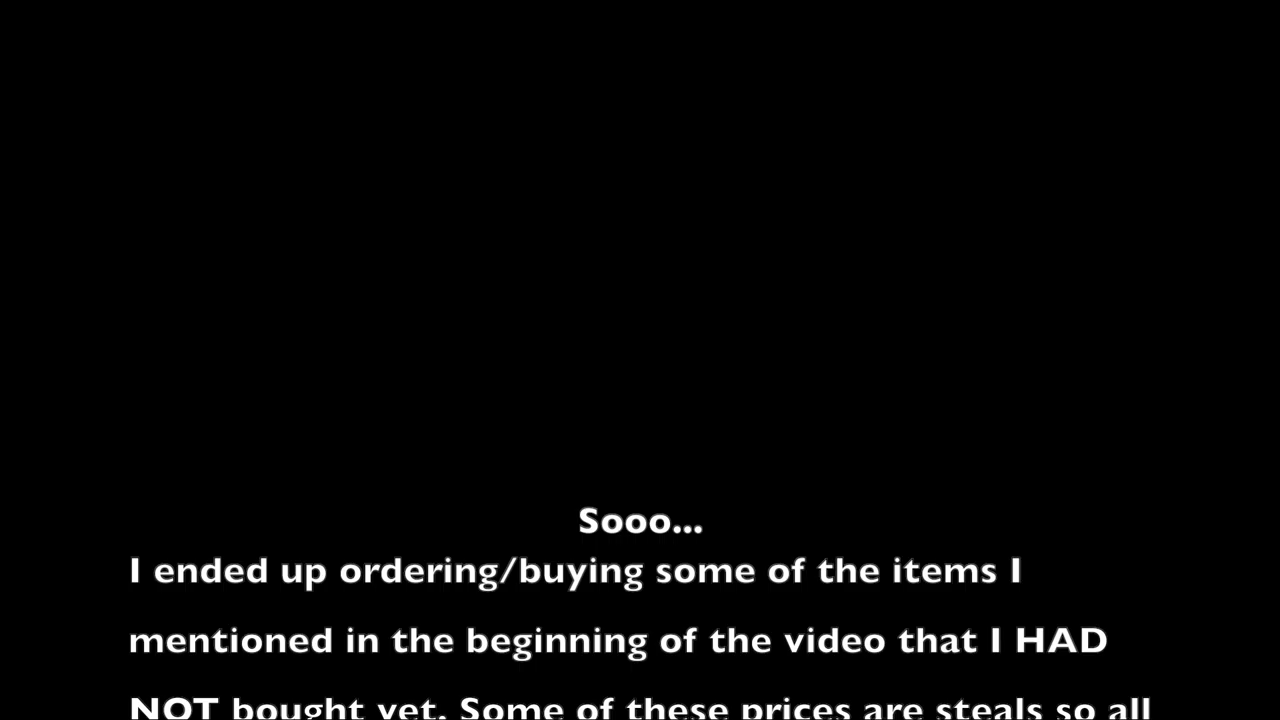 Sooo...
I ended up ordering/buying some of the items I
mentioned in the beginning of the video that I HAD
NOT bought yet. Some of these prices are steals so all